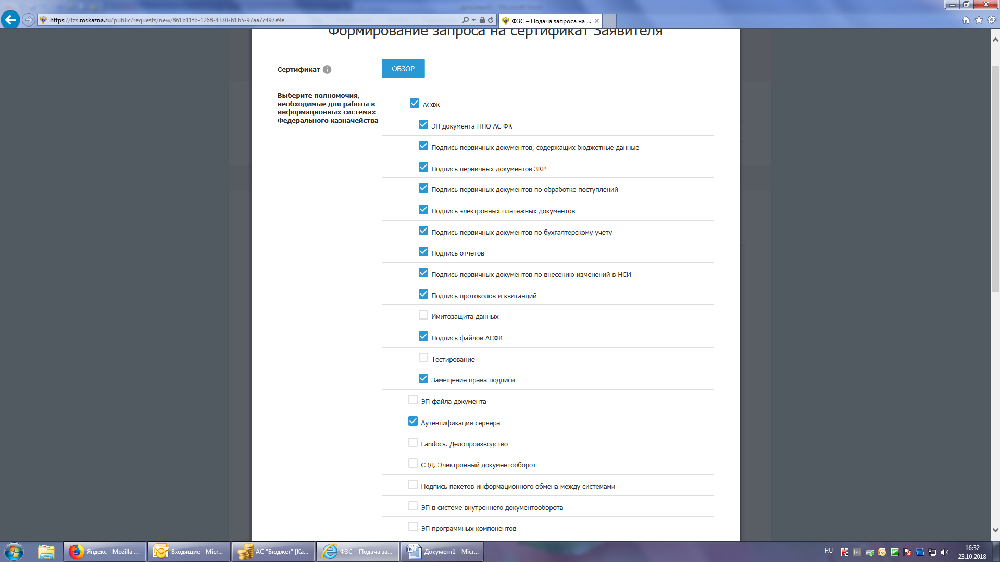 https://fzs.roskazna.ru/public/requests/new/861b11fb-1268-4370-b1b5-97aa7c497e9e
ФЗС – Подача запроса на ...
Формирование запроса на сертификат Заявителя
Сертификат
ОБЗОР
Выберите полномочия,
необходимые для работы в
информационных системах
Федерального казначейства
АСФК
ЭП документа ППО АС ФК
Подпись первичных документов, содержащих бюджетные данные
Подпись первичных документов ЗКР
Подпись первичных документов по обработке поступлений
Подпись электронных платежных документов
Подпись первичных документов по бухгалтерскому учету
Подпись отчетов
Подпись первичных документов по внесению изменений в НСИ
Подпись протоколов и квитанций
Имитозащита данных
Подпись файлов АСФК
Тестирование
Замещение права подписи
ЭП файла документа
Аутентификация сервера
Landocs. Делопроизводство
СЭД. Электронный документооборот
Подпись пакетов информационного обмена между системами
ЭП в системе внутреннего документооборота
ЭП программных компонентов
Яндекс - Mozilla ...
Входящие - Micr...
АС "Бюджет" [Ка...
ФЗС – Подача за...
Документ1 - Micr...
RU
Ru
16:32
23.10.2018